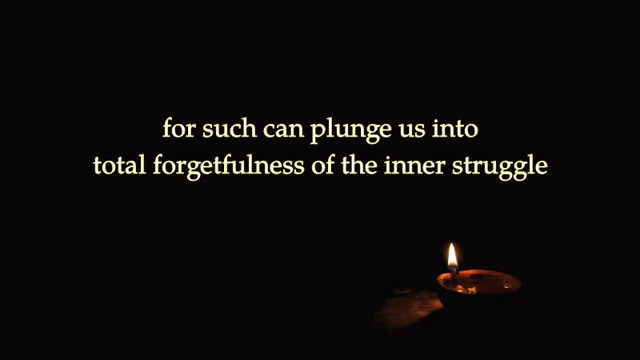 for such can plunge us into
total forgetfulness of the inner struggle